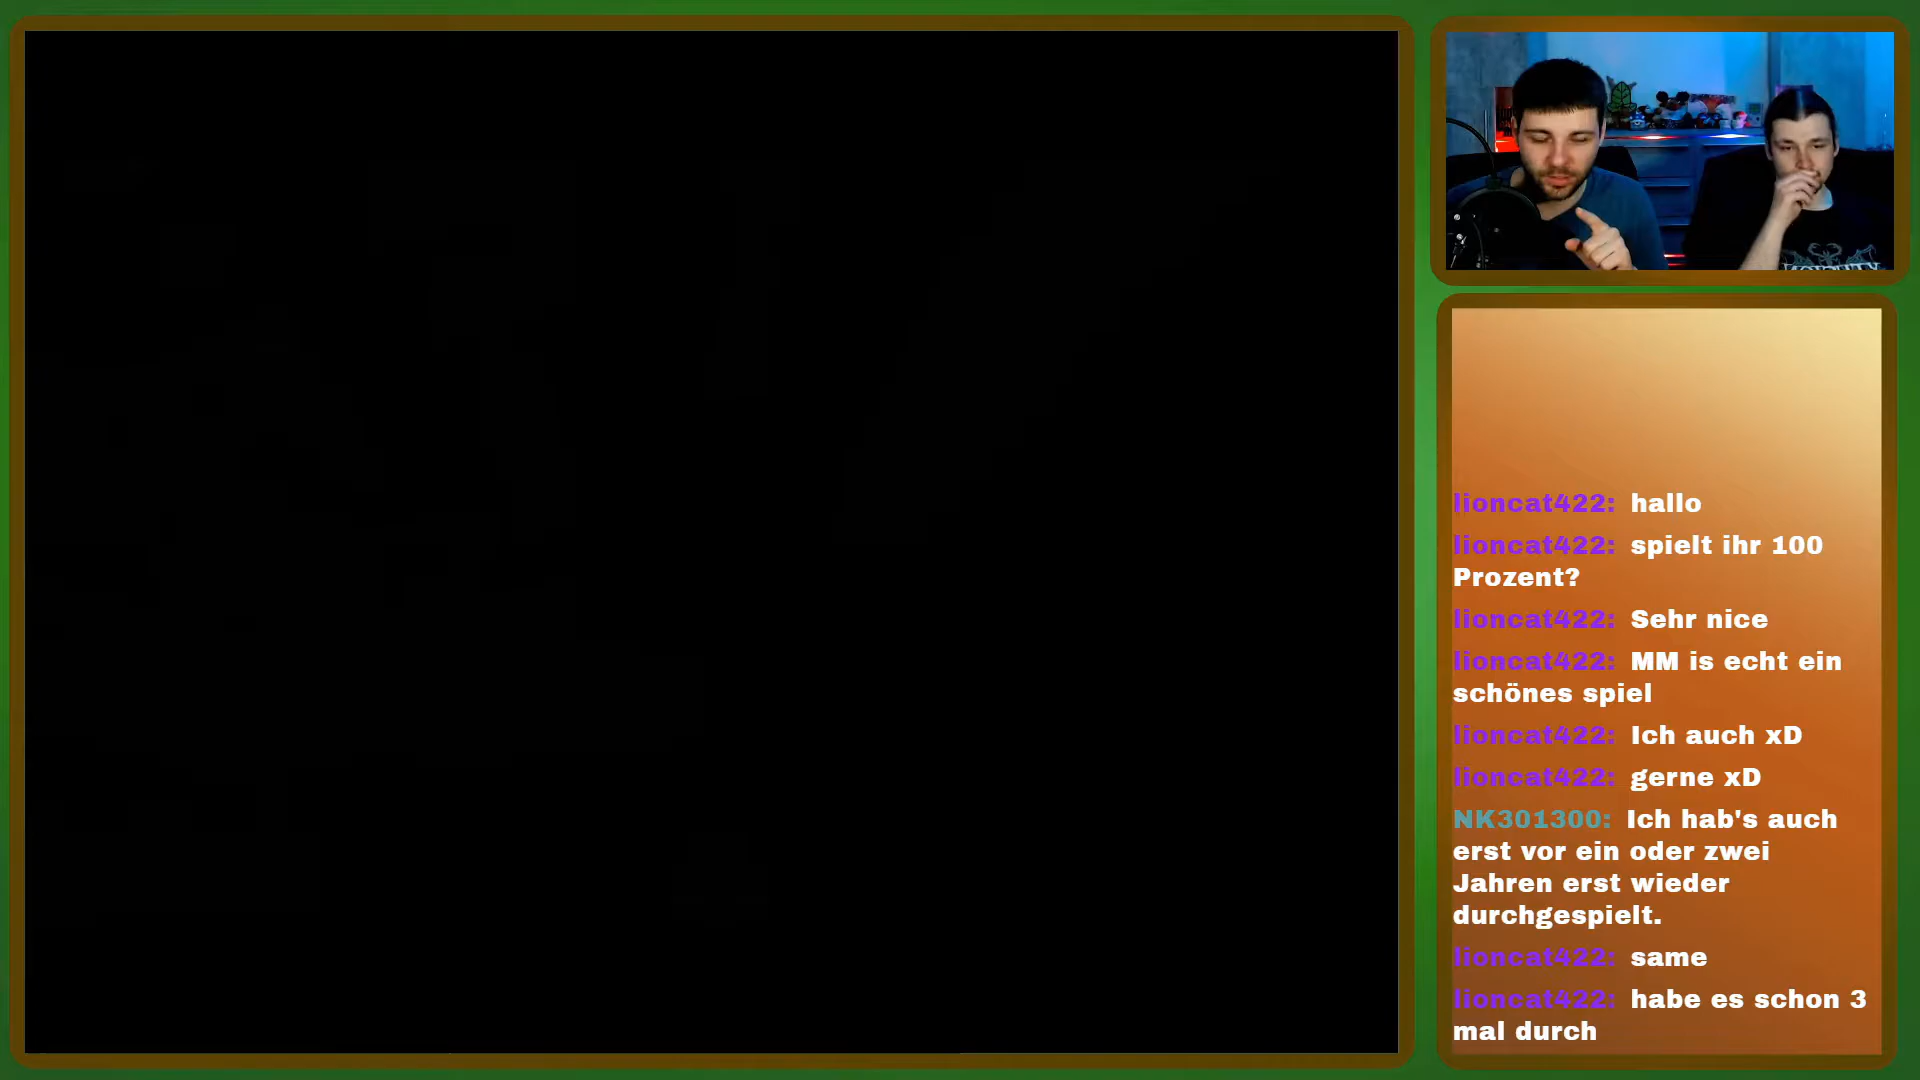 lioncat422: hallo
lioncat422: spielt ihr 100
Prozent?
lioncat422: Sehr nice
lioncat422: MM is echt ein
schönes spiel
lioncat422: Ich auch xD
lioncat422: gerne xD
NK301300: Ich hab's auch
erst vor ein oder zwei
Jahren erst wieder
durchgespielt.
lioncat422: same
lioncat422: habe es schon 3
mal durch